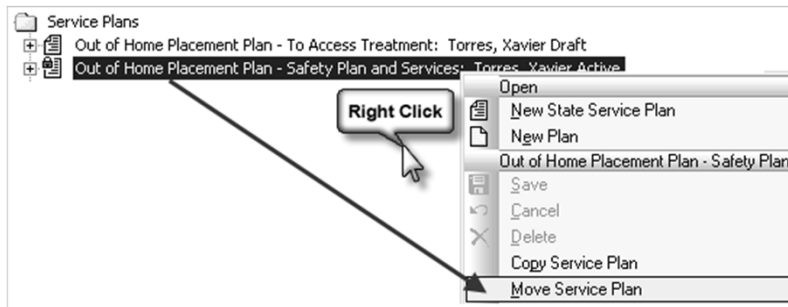 Service Plans
Out of Home Placement Plan - To Access Treatment: Torres, Xavier Draft
Out of Home Placement Plan - Safety Plan and Services: Torres, Xavier Active
Open
Right Click
New State Service Plan
New Plan
Out of Home Placement Plan - Safety Plan
Save
Cancel
Delete
Copy Service Plan
Move Service Plan